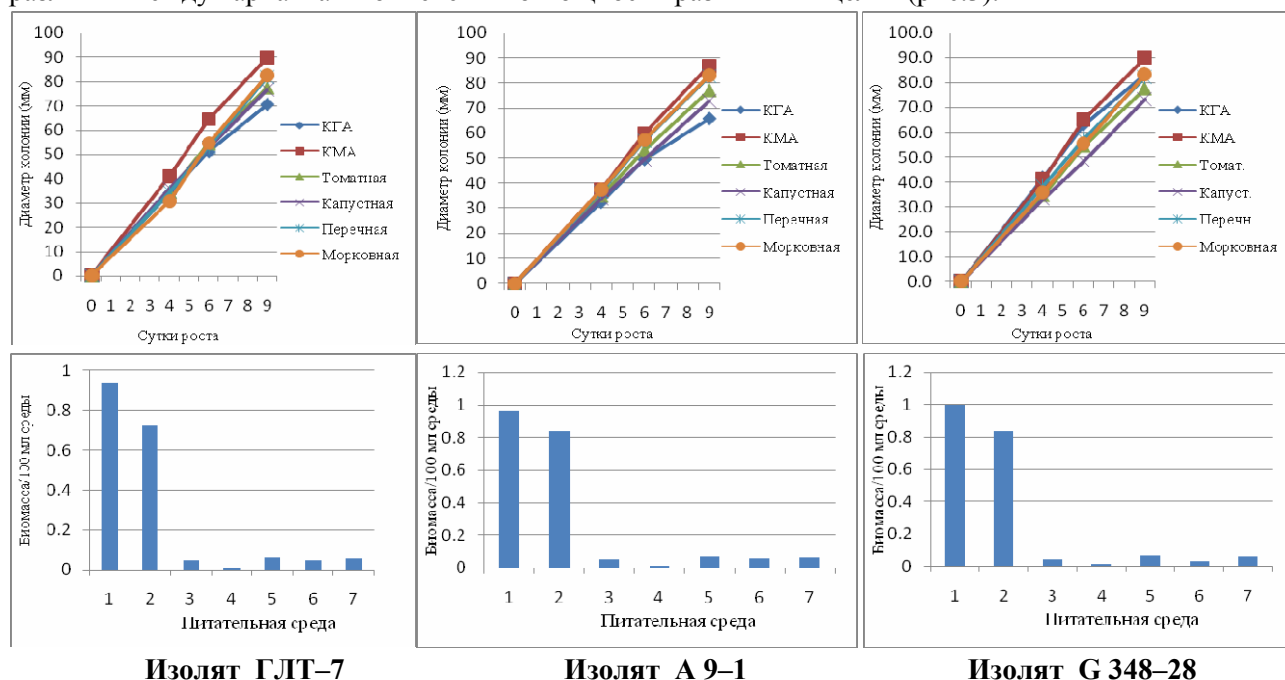 100
90
80
70
60
50
40
30
20
10
0
Диаметр колонии (мм)
0 1 2 3 4 5 6 7 8 9
Сутки роста
КГА
КМА
Томатная
Капустная
Перечная
Морковная
100
90
80
70
60
50
40
30
20
10
0
Диаметр колонии (мм)
0 1 2 3 4 5 6 7 8 9
Сутки роста
КГА
КМА
Томатная
Капустная
Перечная
Морковная
100.0
90.0
80.0
70.0
60.0
50.0
40.0
30.0
20.0
10.0
0.0
Диаметр колонии (мм)
0 1 2 3 4 5 6 7 8 9
Сутки роста
КГА
КМА
Томат.
Капуст.
Перечн
Морковная
1
0.8
0.6
0.4
0.2
0
Биомасса/100 мл среды
1 2 3 4 5 6 7
Питательная среда
1.2
1
0.8
0.6
0.4
0.2
0
Биомасса/100 мл среды
1 2 3 4 5 6 7
Питательная среда
1.2
1
0.8
0.6
0.4
0.2
0
Биомасса/100 мл среды
1 2 3 4 5 6 7
Питательная среда
Изолят ГЛТ–7
Изолят А 9–1
Изолят G 348–28